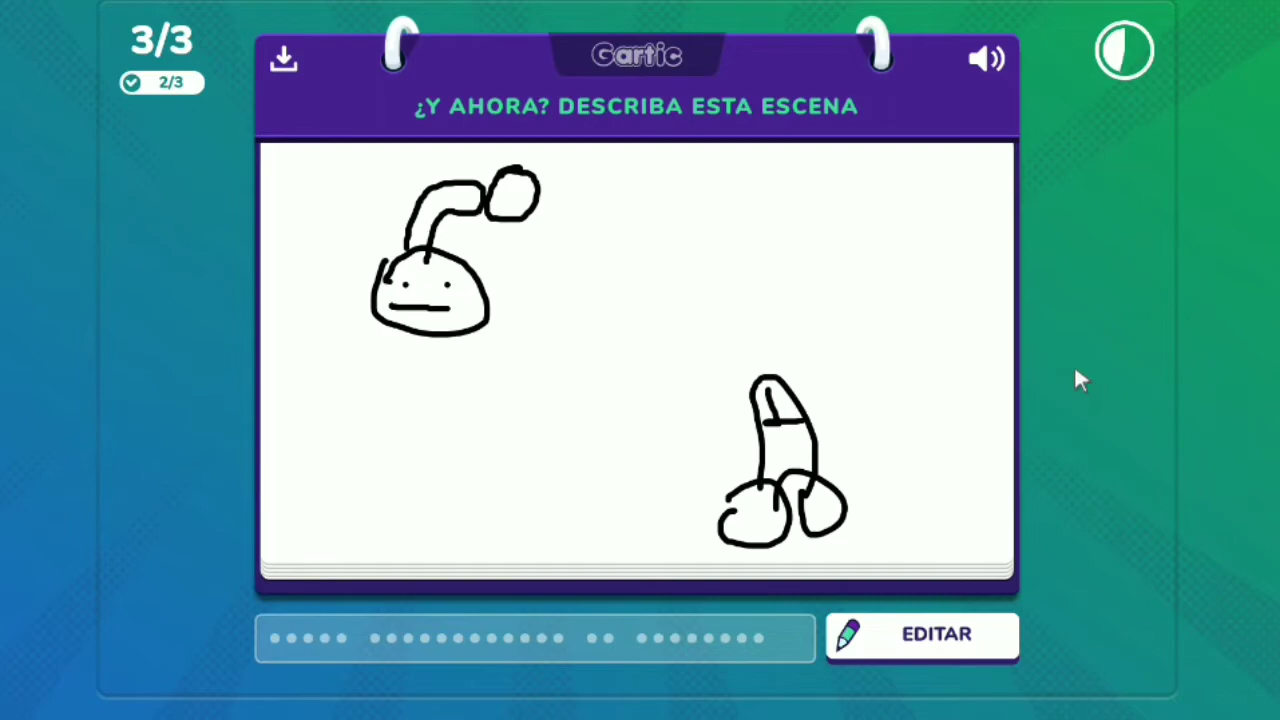 3/3
2/3
Gartic
¿Y AHORA? DESCRIBA ESTA ESCENA
••••• •••••••••••• •• ••••••••
EDITAR